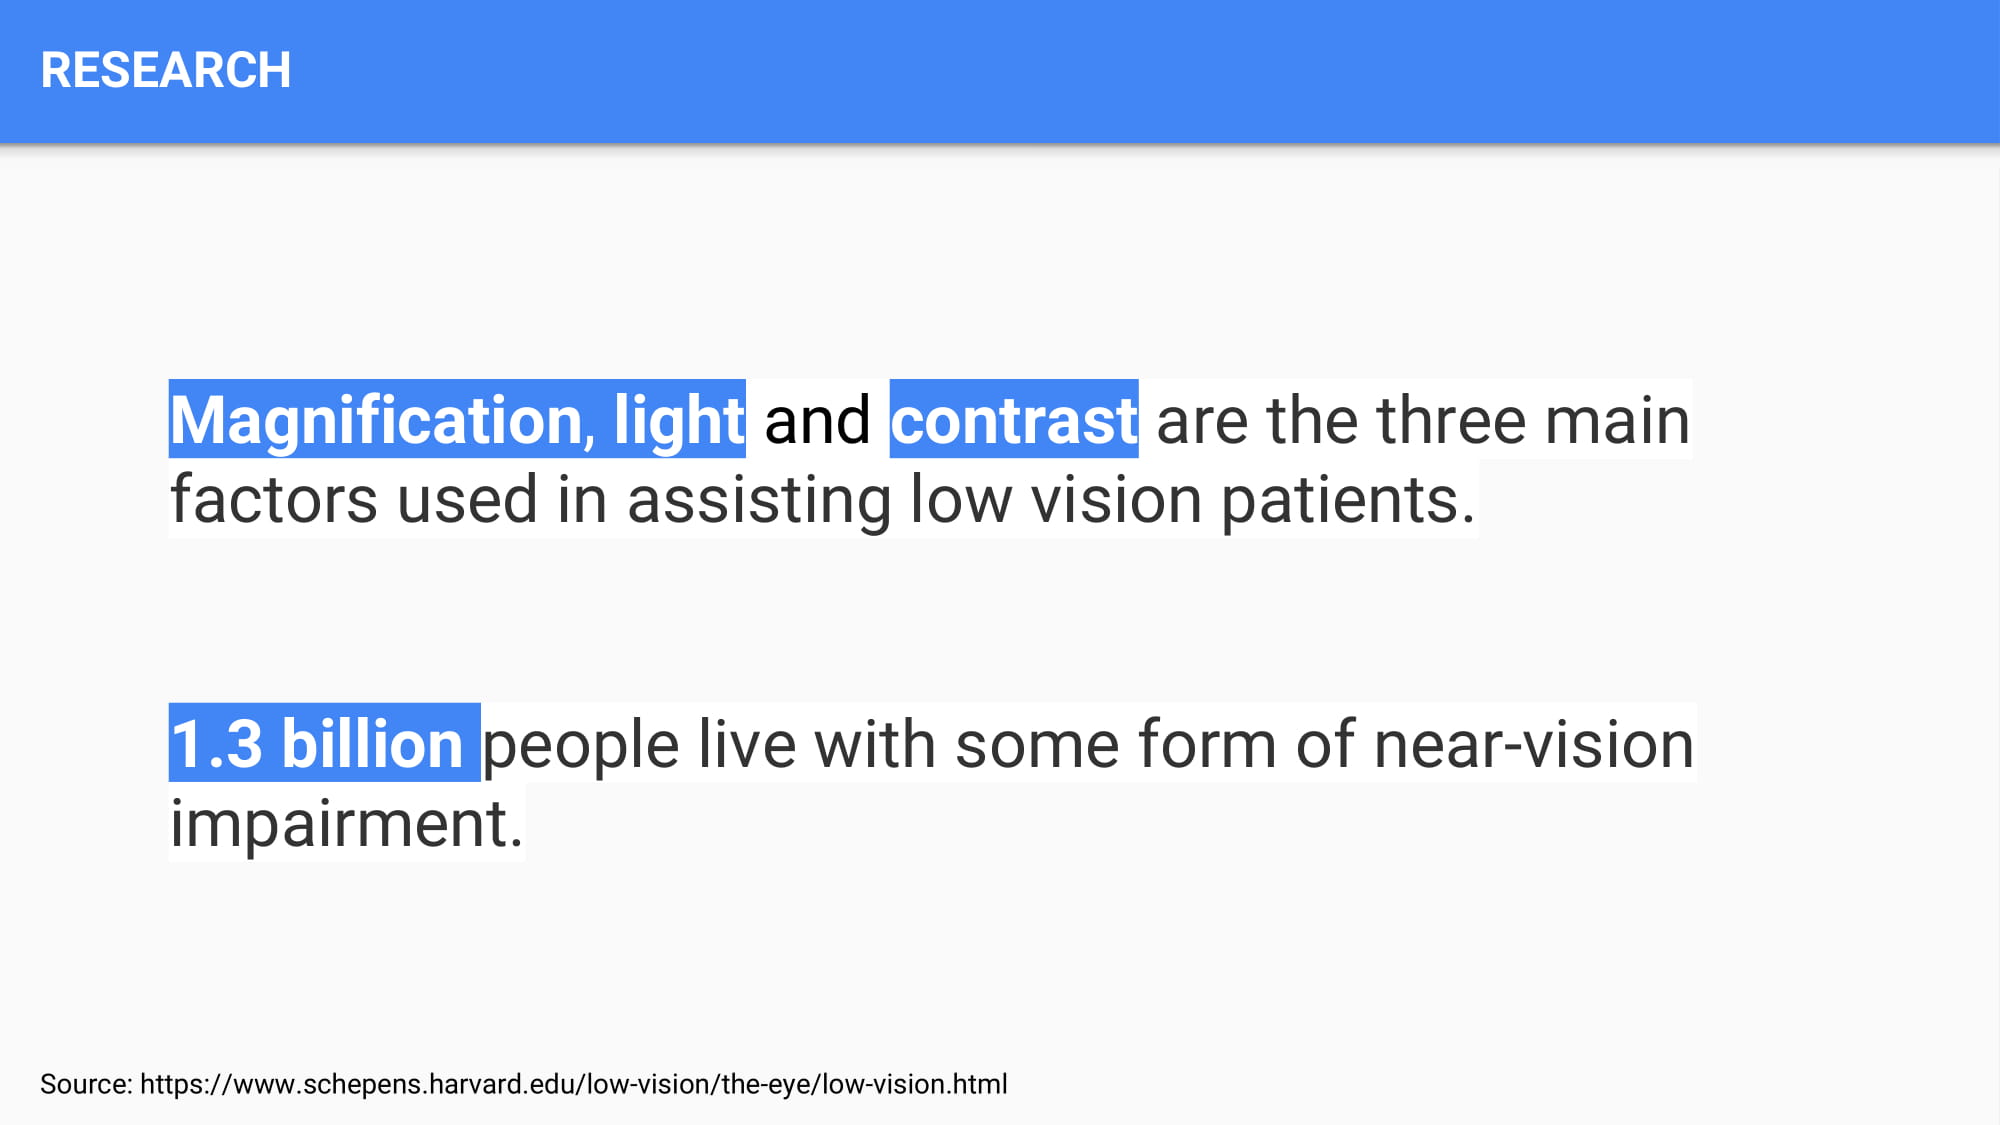 RESEARCH
Magnification, light and contrast are the three main
factors used in assisting low vision patients.
1.3 billion people live with some form of near-vision
impairment.
Source: https://www.schepens.harvard.edu/low-vision/the-eye/low-vision.html